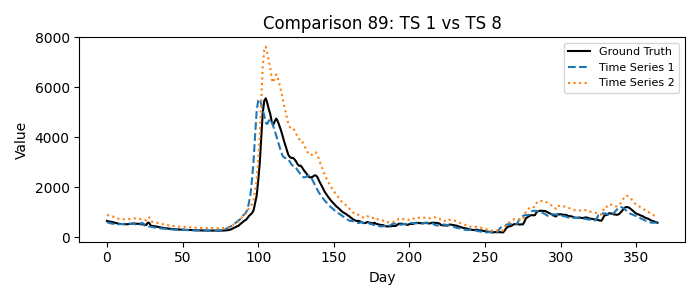 Comparison 89: TS 1 vs TS 8
8000
6000
4000
2000
0
Value
Ground Truth
Time Series 1
Time Series 2
0 50 100 150 200 250 300 350
Day